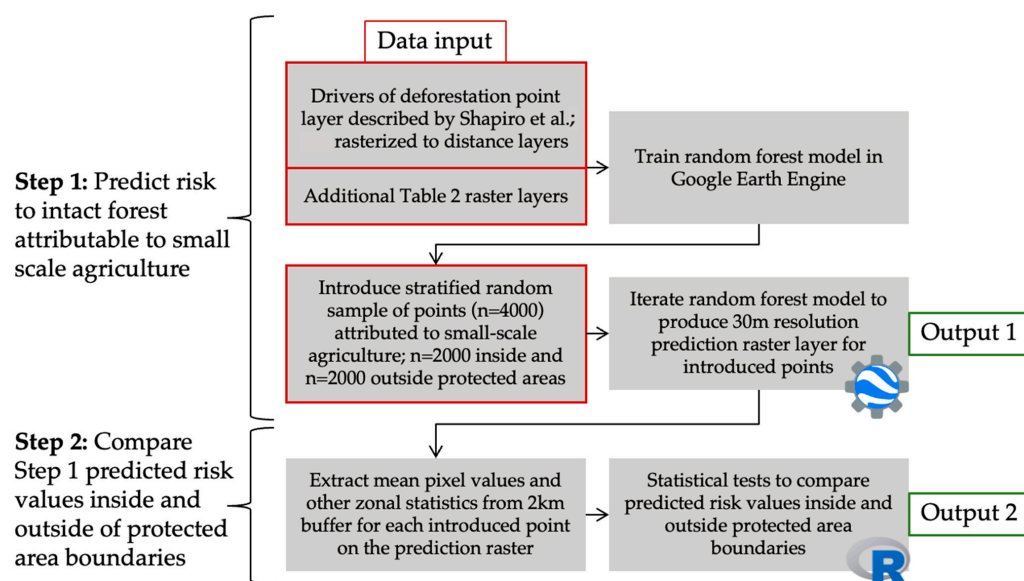 Data input
Drivers of deforestation point
layer described by Shapiro et al.;
rasterized to distance layers
Additional Table 2 raster layers
Train random forest model in
Google Earth Engine
Step 1: Predict risk
to intact forest
attributable to small
scale agriculture
Introduce stratified random
sample of points (n=4000)
attributed to small-scale
agriculture; n=2000 inside and
n=2000 outside protected areas
Iterate random forest model to
produce 30m resolution
prediction raster layer for
introduced points
Output 1
Step 2: Compare
Step 1 predicted risk
values inside and
outside of protected
area boundaries
Extract mean pixel values and
other zonal statistics from 2km
buffer for each introduced point
on the prediction raster
Statistical tests to compare
predicted risk values inside and
outside protected area
boundaries
Output 2
R